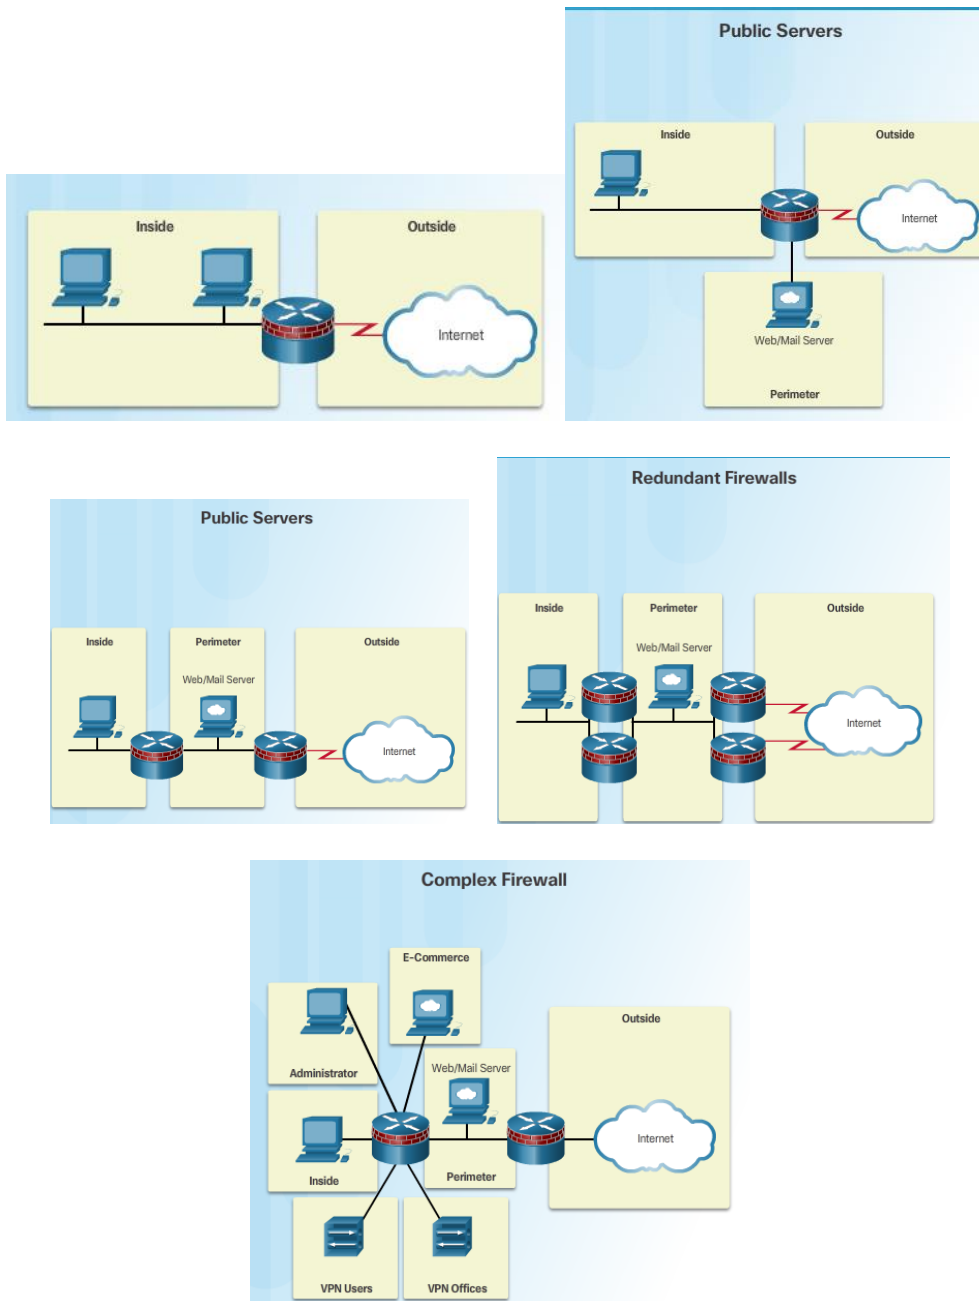 Inside
Outside
Internet
Public Servers
Inside
Outside
Internet
Web/Mail Server
Perimeter
Public Servers
Inside
Perimeter
Outside
Web/Mail Server
Internet
Redundant Firewalls
Inside
Perimeter
Outside
Web/Mail Server
Internet
Complex Firewall
E-Commerce
Outside
Administrator
Web/Mail Server
Internet
Inside
Perimeter
VPN Users
VPN Offices